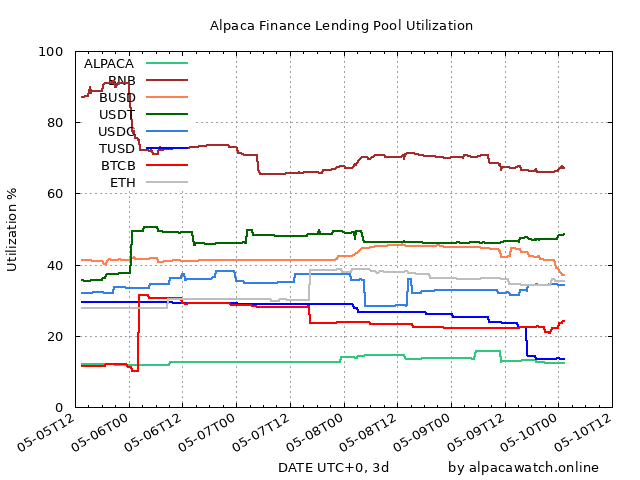 Alpaca Finance Lending Pool Utilization
Utilization %
100
80
60
40
20
0
ALPACA
BNB
BUSD
USDT
USDC
TUSD
BTCB
ETH
05-05T12
05-06T00
05-06T12
05-07T00
05-07T12
05-08T00
05-08T12
05-09T00
05-09T12
05-10T00
05-10T12
DATE UTC+0, 3d
by alpacawatch.online